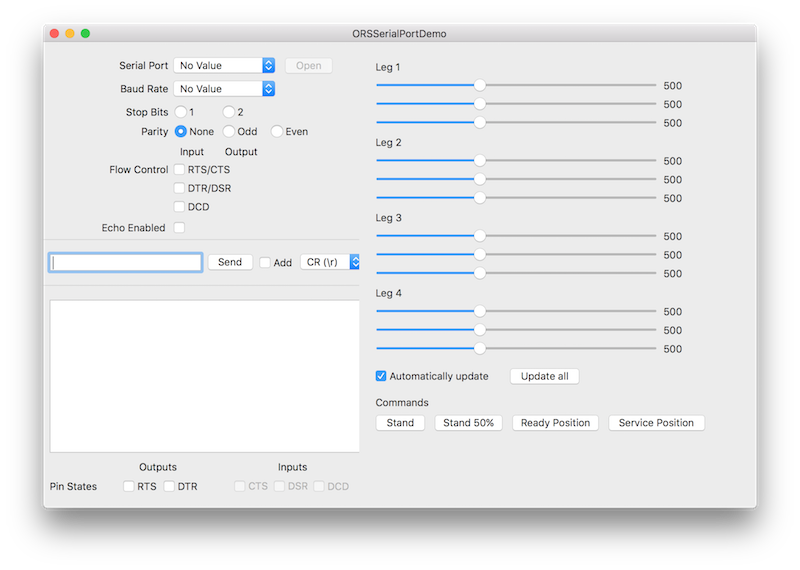 ORSSerialPortDemo
Serial Port No Value Open
Baud Rate No Value
Stop Bits 1 2
Parity None Odd Even
Input Output
Flow Control RTS/CTS
DTR/DSR
DCD
Echo Enabled
Send Add CR (\r)
Outputs Inputs
Pin States RTS DTR CTS DSR DCD
Leg 1
500
500
500
Leg 2
500
500
500
Leg 3
500
500
500
Leg 4
500
500
500
Automatically update Update all
Commands
Stand Stand 50% Ready Position Service Position